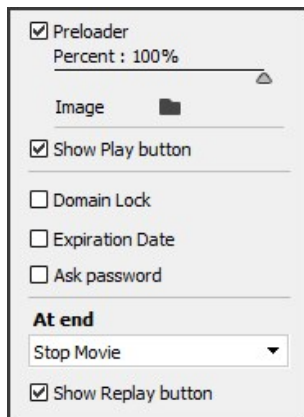 Preloader
Percent : 100%
Image
Show Play button
Domain Lock
Expiration Date
Ask password
At end
Stop Movie
Show Replay button